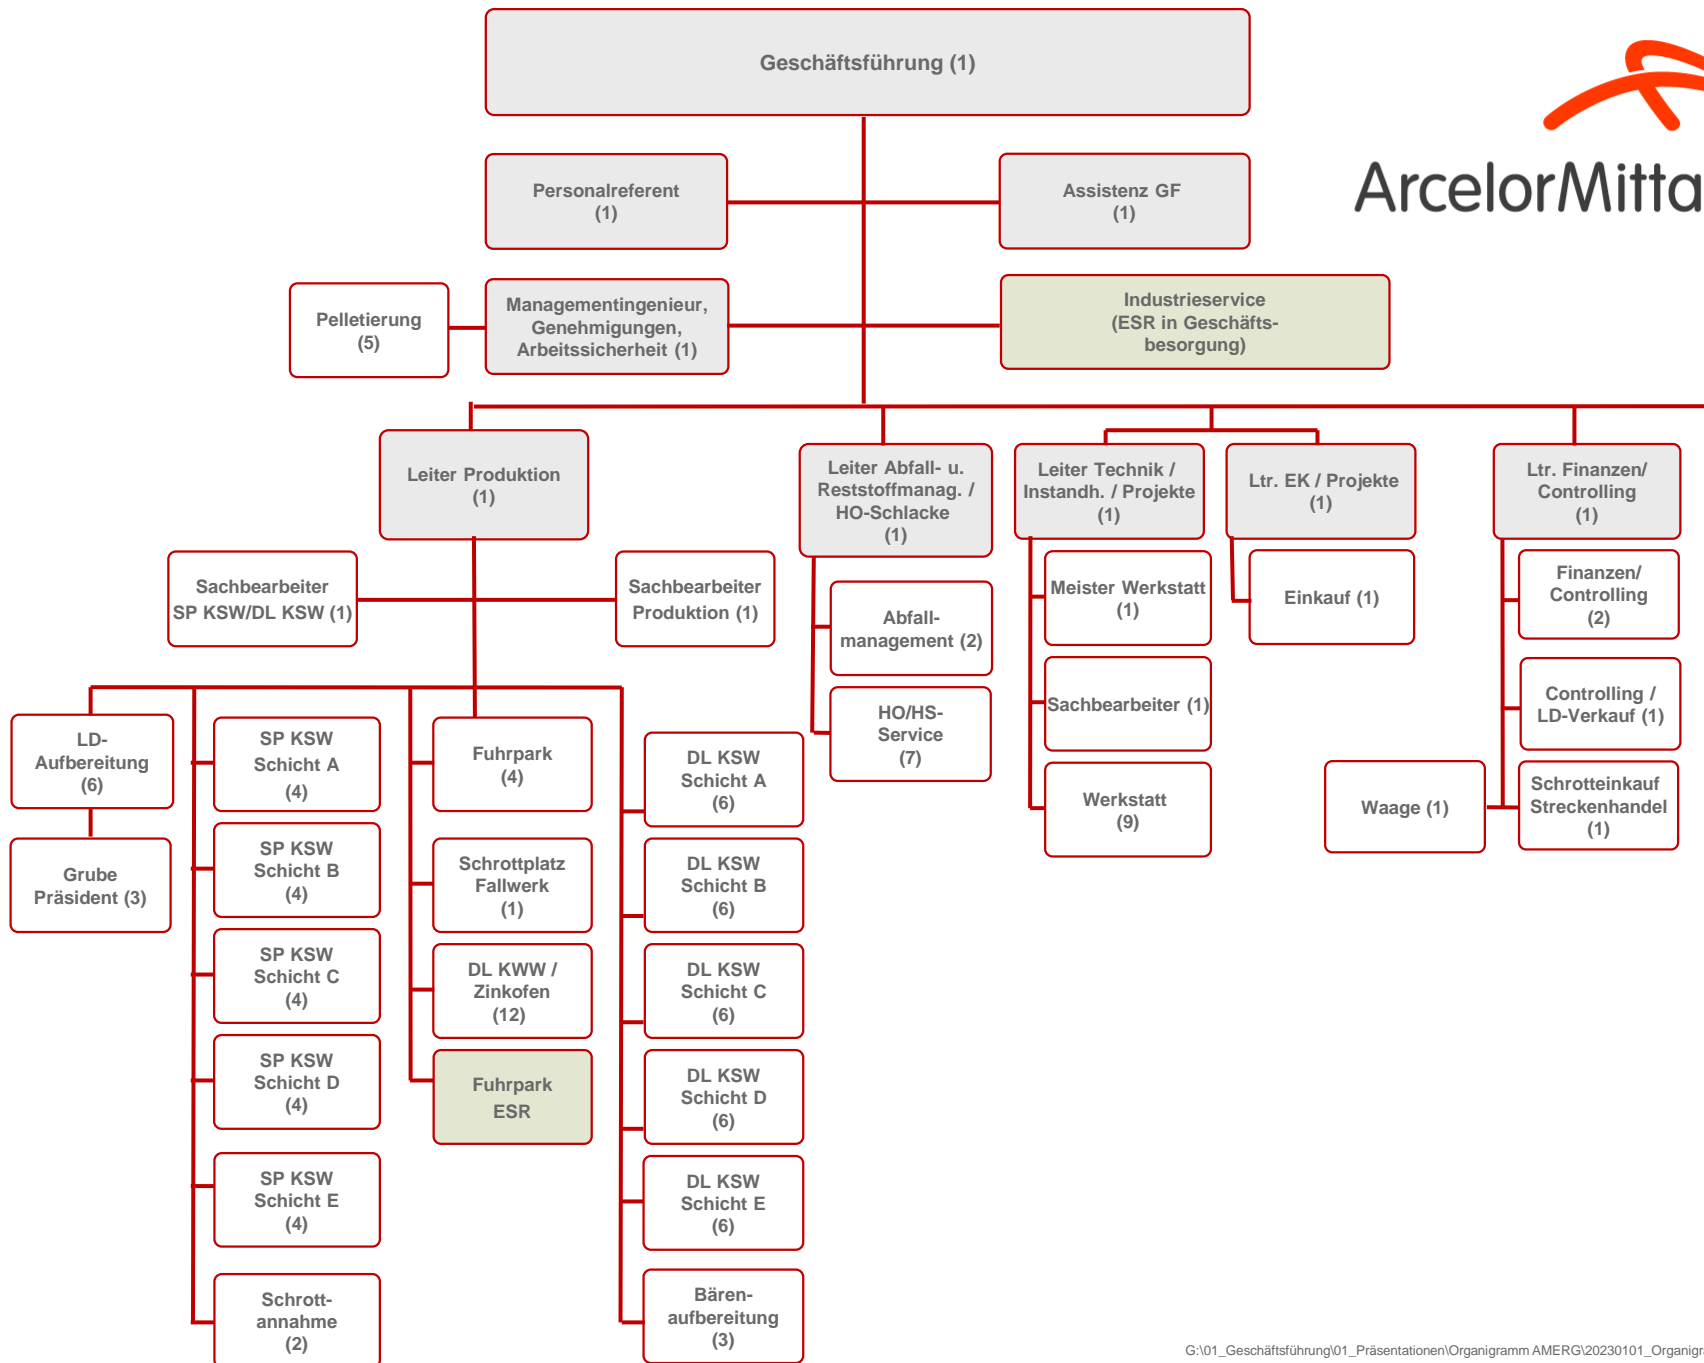 Geschäftsführung (1)
ArcelorMitta
Personalreferent
(1)
Assistenz GF
(1)
Pelletierung
(5)
Managementingenieur,
Genehmigungen,
Arbeitssicherheit (1)
Industrieservice
(ESR in Geschäfts-
besorgung)
Leiter Produktion
(1)
Leiter Abfall- u.
Reststoffmanag. /
HO-Schlacke
(1)
Leiter Technik /
Instandh. / Projekte
(1)
Ltr. EK / Projekte
(1)
Ltr. Finanzen/
Controlling
(1)
Sachbearbeiter
SP KSW/DL KSW (1)
Sachbearbeiter
Produktion (1)
Abfall-
management (2)
HO/HS-
Service
(7)
Meister Werkstatt
(1)
Sachbearbeiter (1)
Werkstatt
(9)
Einkauf (1)
Finanzen/
Controlling
(2)
Controlling /
LD-Verkauf (1)
Waage (1)
Schrotteinkauf
Streckenhandel
(1)
LD-
Aufbereitung
(6)
Grube
Präsident (3)
SP KSW
Schicht A
(4)
SP KSW
Schicht B
(4)
SP KSW
Schicht C
(4)
SP KSW
Schicht D
(4)
SP KSW
Schicht E
(4)
Schrott-
annahme
(2)
Fuhrpark
(4)
Schrottplatz
Fallwerk
(1)
DL KWW /
Zinkofen
(12)
Fuhrpark
ESR
DL KSW
Schicht A
(6)
DL KSW
Schicht B
(6)
DL KSW
Schicht C
(6)
DL KSW
Schicht D
(6)
DL KSW
Schicht E
(6)
Bären-
aufbereitung
(3)
G:\01_Geschäftsführung\01_Präsentationen\Organigramm AMERG\20230101_Organigr